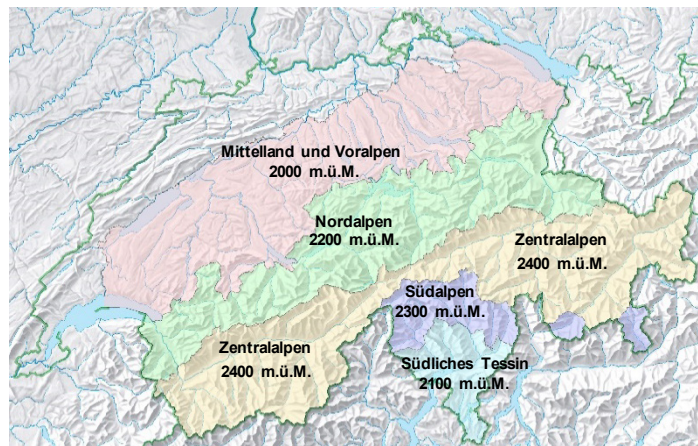 Mittelland und Voralpen
2000 m.ü.M.
Nordalpen
2200 m.ü.M.
Zentralalpen
2400 m.ü.M.
Südalpen
2300 m.ü.M.
Zentralalpen
2400 m.ü.M.
Südliches Tessin
2100 m.ü.M.